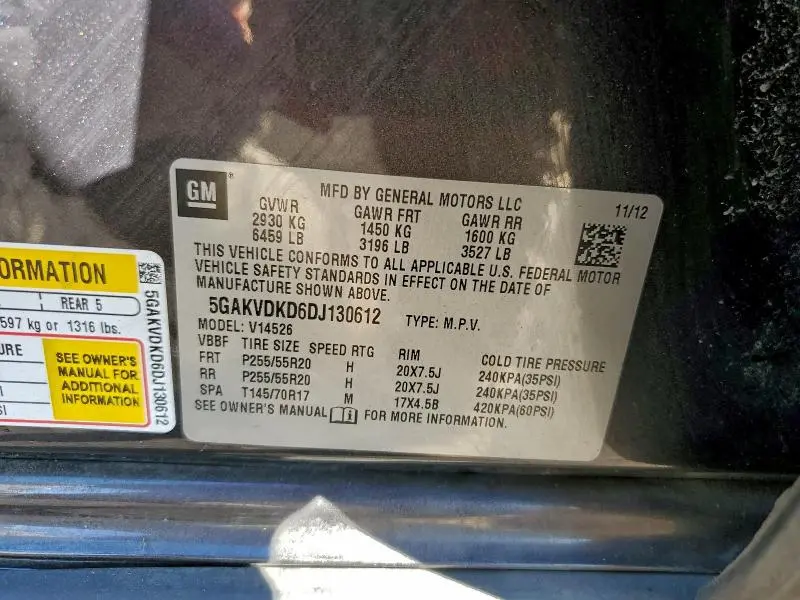 GM
MFD BY GENERAL MOTORS LLC
11/12
GVWR GAWR FRT GAWR RR
2930 KG 1450 KG 1600 KG
6459 LB 3196 LB 3527 LB
THIS VEHICLE CONFORMS TO ALL APPLICABLE U.S. FEDERAL MOTOR
VEHICLE SAFETY STANDARDS IN EFFECT ON THE DATE OF
MANUFACTURE SHOWN ABOVE.
5GAKVDKD6DJ130612 TYPE: M.P.V.
MODEL: V14526
VBBF TIRE SIZE SPEED RTG RIM COLD TIRE PRESSURE
FRT P255/55R20 H 20X7.5J 240KPA(35PSI)
RR P255/55R20 H 20X7.5J 240KPA(35PSI)
SPA T145/70R17 M 17X4.5B 420KPA(60PSI)
SEE OWNER'S MANUAL FOR MORE INFORMATION.
ORMATION
REAR 5
597 kg or 1316 lbs.
URE
SEE OWNER'S
MANUAL FOR
ADDITIONAL
INFORMATION
SI
5GAKVDKD6DJ130612